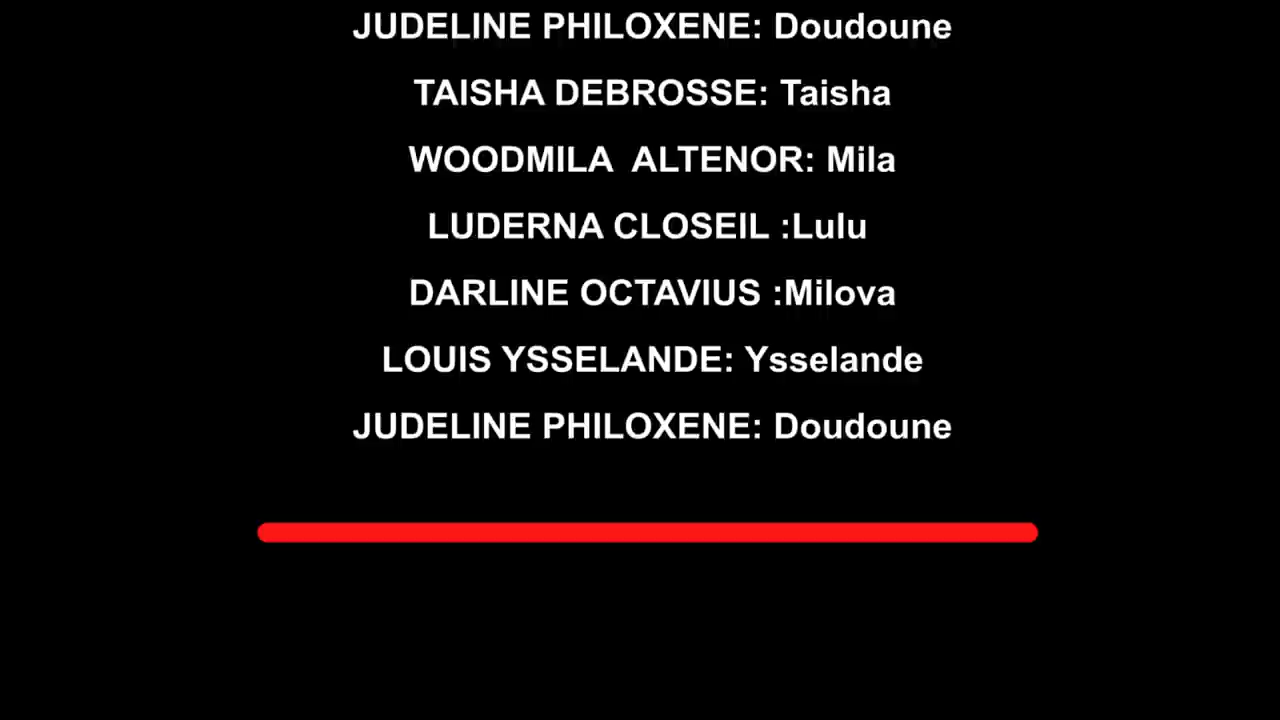 JUDELINE PHILOXENE: Doudoune
TAISHA DEBROSSE: Taisha
WOODMILA  ALTENOR: Mila
LUDERNA CLOSEIL :Lulu
DARLINE OCTAVIUS :Milova
LOUIS YSSELANDE: Ysselande
JUDELINE PHILOXENE: Doudoune